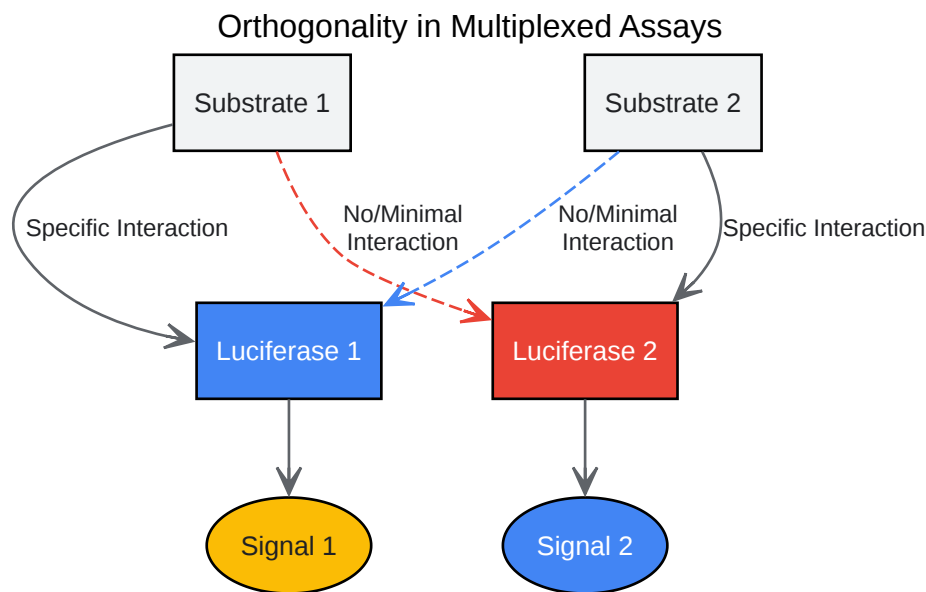 Orthogonality in Multiplexed Assays
Substrate 1
Substrate 2
Specific Interaction
No/Minimal
Interaction
No/Minimal
Interaction
Specific Interaction
Luciferase 1
Luciferase 2
Signal 1
Signal 2